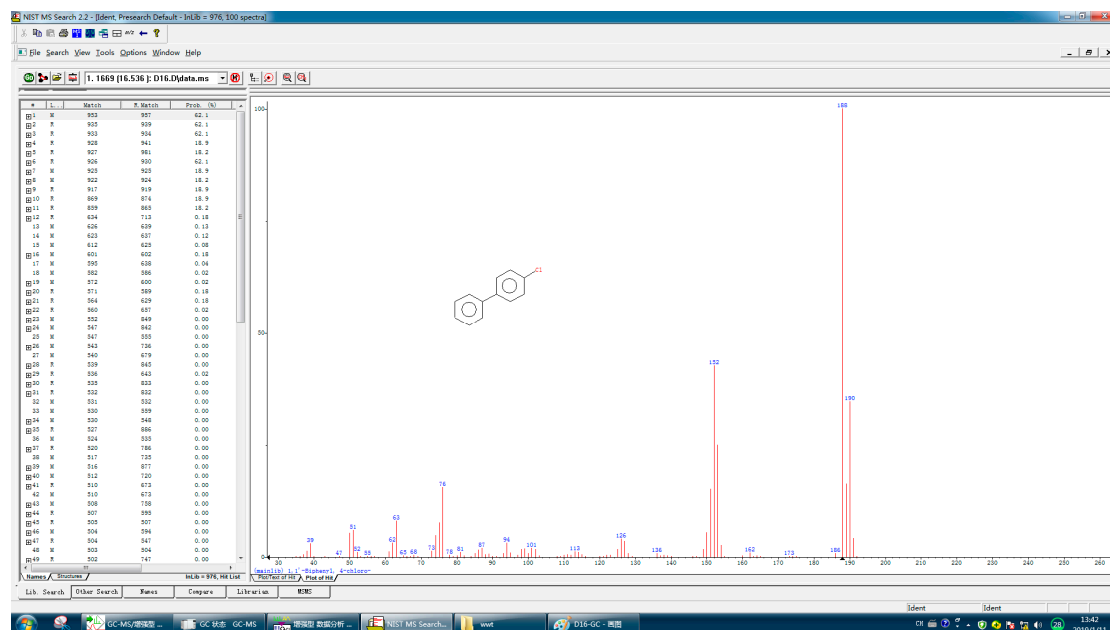 NIST MS Search 2.2 - [Ident, Presearch Default - InLib = 976, 100 spectra]
File Search View Tools Options Window Help
1. 1669 (16.536 ): D16.D\data.ms
# L... Match R.Match Prob. (%)
1 M 953 957 62.1
2 R 935 939 62.1
3 R 933 934 62.1
4 R 928 941 18.9
5 R 927 981 18.2
6 R 926 930 62.1
7 M 925 925 18.9
8 M 922 924 18.2
9 R 917 919 18.9
10 R 869 874 18.9
11 R 859 865 18.2
12 R 634 713 0.18
13 M 626 639 0.13
14 M 623 637 0.12
15 M 612 625 0.08
16 M 601 602 0.18
17 M 595 638 0.04
18 M 582 586 0.02
19 M 572 600 0.02
20 R 571 589 0.18
21 R 564 629 0.18
22 R 560 657 0.02
23 M 552 849 0.00
24 M 547 842 0.00
25 M 547 555 0.00
26 M 543 736 0.00
27 M 540 679 0.00
28 R 539 845 0.00
29 R 536 643 0.02
30 R 535 833 0.00
31 R 532 832 0.00
32 M 531 532 0.00
33 M 530 559 0.00
34 M 530 548 0.00
35 R 527 886 0.00
36 M 524 535 0.00
37 R 520 786 0.00
38 M 517 735 0.00
39 M 516 877 0.00
40 M 512 720 0.00
41 R 510 673 0.00
42 M 510 673 0.00
43 M 508 758 0.00
44 R 507 595 0.00
45 R 505 507 0.00
46 M 504 594 0.00
47 R 504 547 0.00
48 M 503 504 0.00
49 R 502 747 0.00
Names Structures InLib = 976, Hit List
100
50
0
188
152
190
76
63
51
39
47
52
55
62
65
68
73
78
81
87
94
101
113
126
136
162
173
186
Cl
30 40 50 60 70 80 90 100 110 120 130 140 150 160 170 180 190 200 210 220 230 240 250 260
(mainlib) 1,1'-Biphenyl, 4-chloro-
Plot/Text of Hit Plot of Hit
Lib. Search Other Search Names Compare Librarian MSMS
Ident Ident
GC-MS/增强型 ... GC 状态 GC-MS 增强型 数据分析 ... NIST MS Search... wwt D16-GC - 画图
CH 28 13:42
2019/1/11